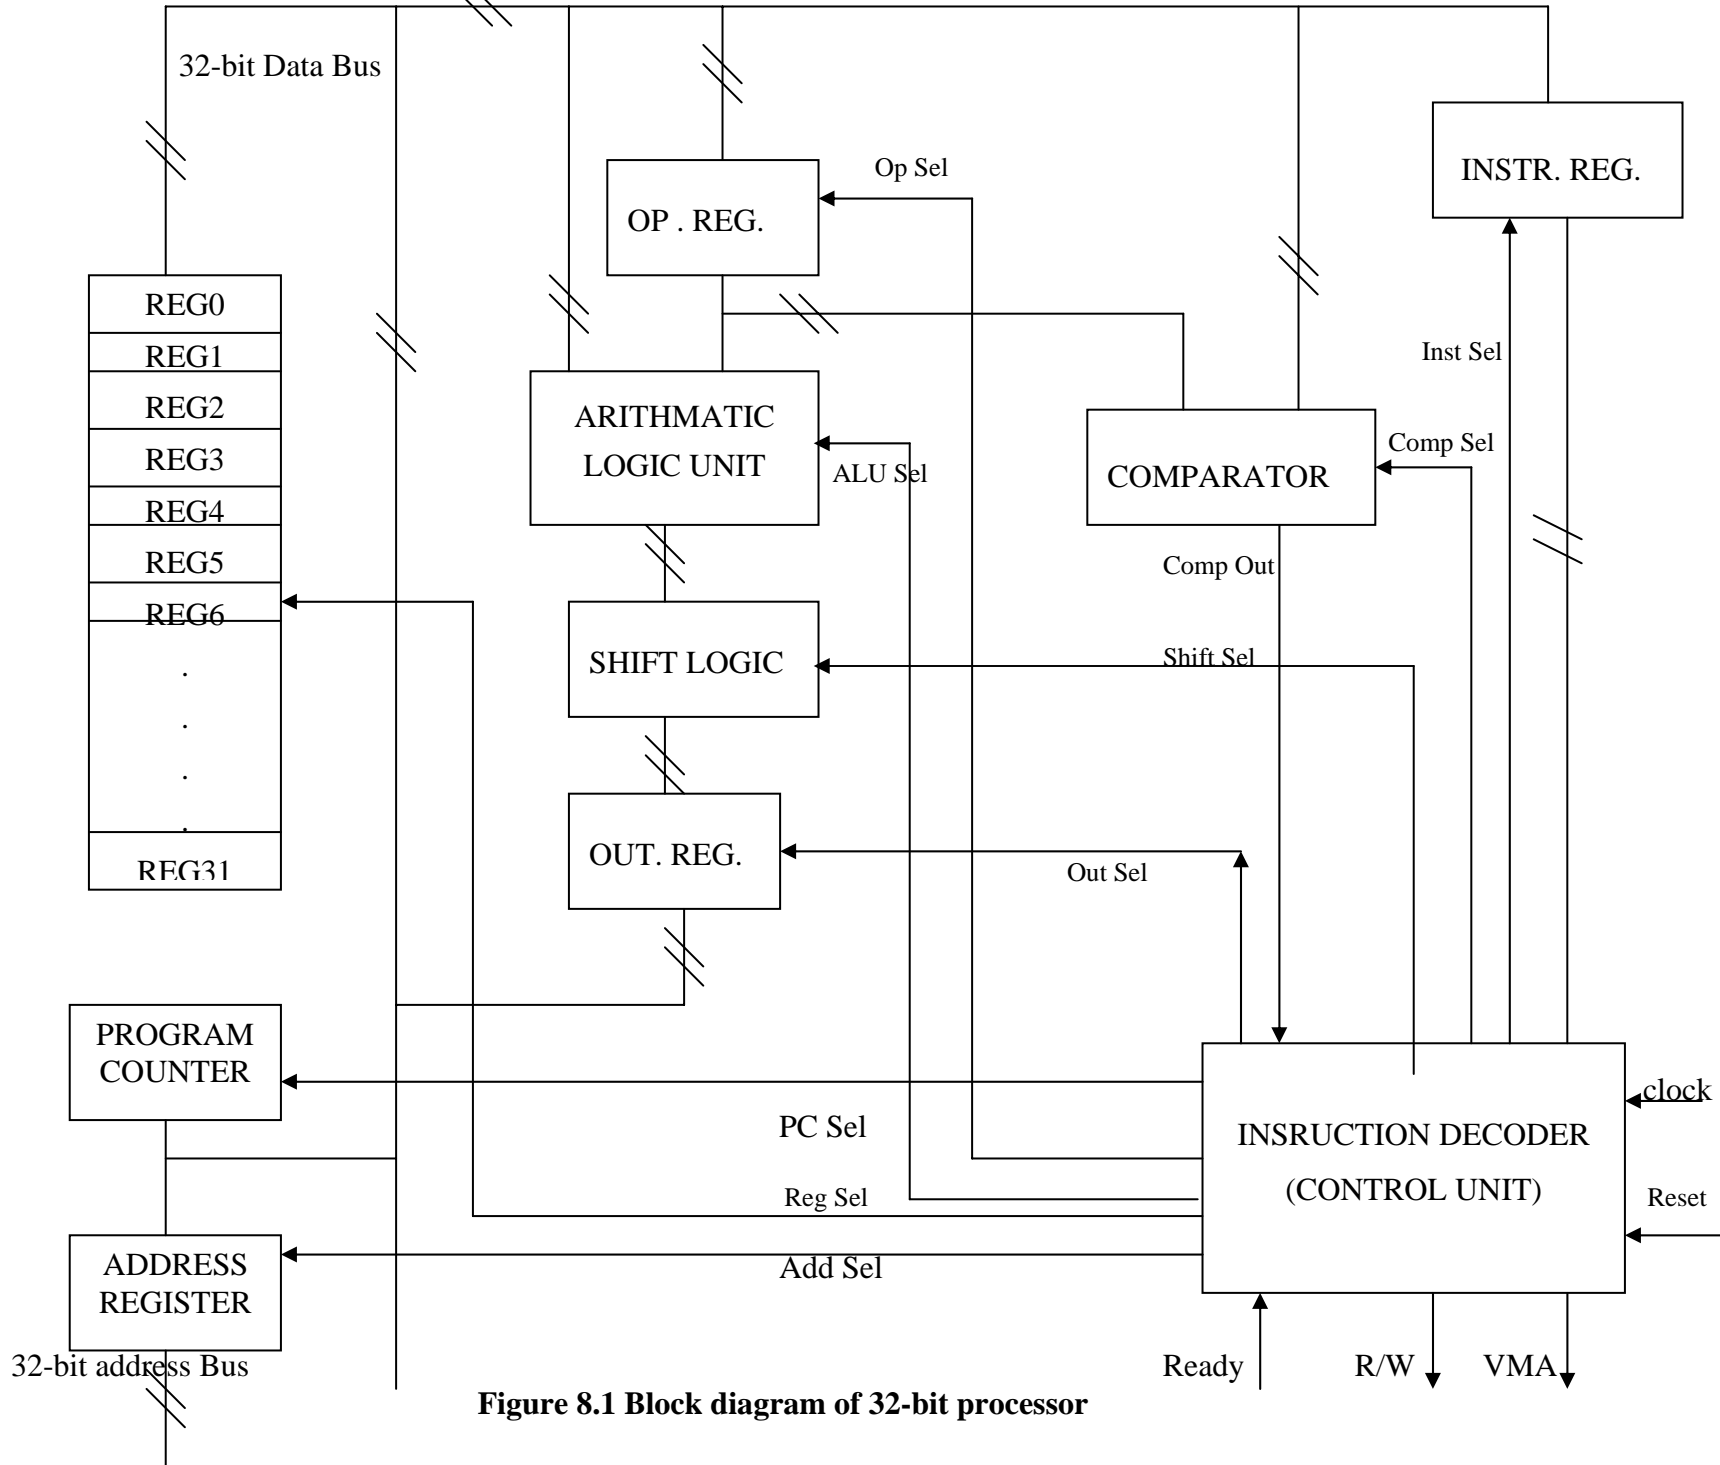 32-bit Data Bus
Op Sel
INSTR. REG.
OP . REG.
REG0
REG1
REG2
REG3
REG4
REG5
REG6
.
.
.
.
REG31
Inst Sel
ARITHMATIC
LOGIC UNIT
ALU Sel
Comp Sel
COMPARATOR
Comp Out
SHIFT LOGIC
Shift Sel
OUT. REG.
Out Sel
PROGRAM
COUNTER
clock
PC Sel
INSRUCTION DECODER
(CONTROL UNIT)
Reg Sel
Reset
ADDRESS
REGISTER
Add Sel
32-bit address Bus
Ready
R/W
VMA
Figure 8.1 Block diagram of 32-bit processor